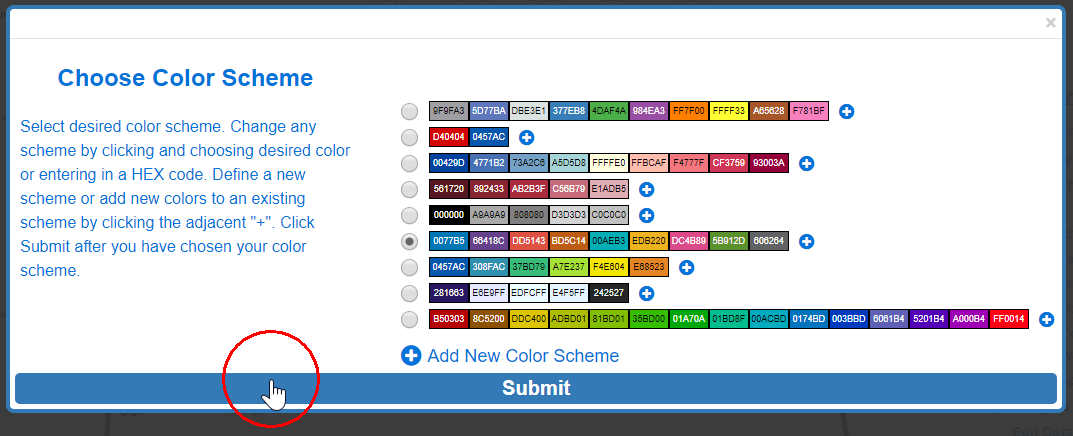 ×
Choose Color Scheme
Select desired color scheme. Change any
scheme by clicking and choosing desired color
or entering in a HEX code. Define a new
scheme or add new colors to an existing
scheme by clicking the adjacent "+". Click
Submit after you have chosen your color
scheme.
9F9FA3 5D77BA DBE3E1 377EB8 4DAF4A 984EA3 FF7F00 FFFF33 A65628 F781BF
D40404 0457AC
00429D 4771B2 73A2C6 A5D5D8 FFFFE0 FFBCAF F4777F CF3759 93003A
561720 892433 AB2B3F C56B79 E1ADB5
000000 A9A9A9 808080 D3D3D3 C0C0C0
0077B5 66418C DD5143 BD5C14 00AEB3 EDB220 DC4B89 5B912D 606264
0457AC 308FAC 37BD79 A7E237 F4E604 E68523
281663 E6E9FF EDFCFF E4F5FF 242527
B50303 8C5200 DDC400 ADBD01 81BD01 35BD00 01A70A 01BD8F 00ACBD 0174BD 003BBD 6061B4 5201B4 A000B4 FF0014
Add New Color Scheme
Submit
Edit Data